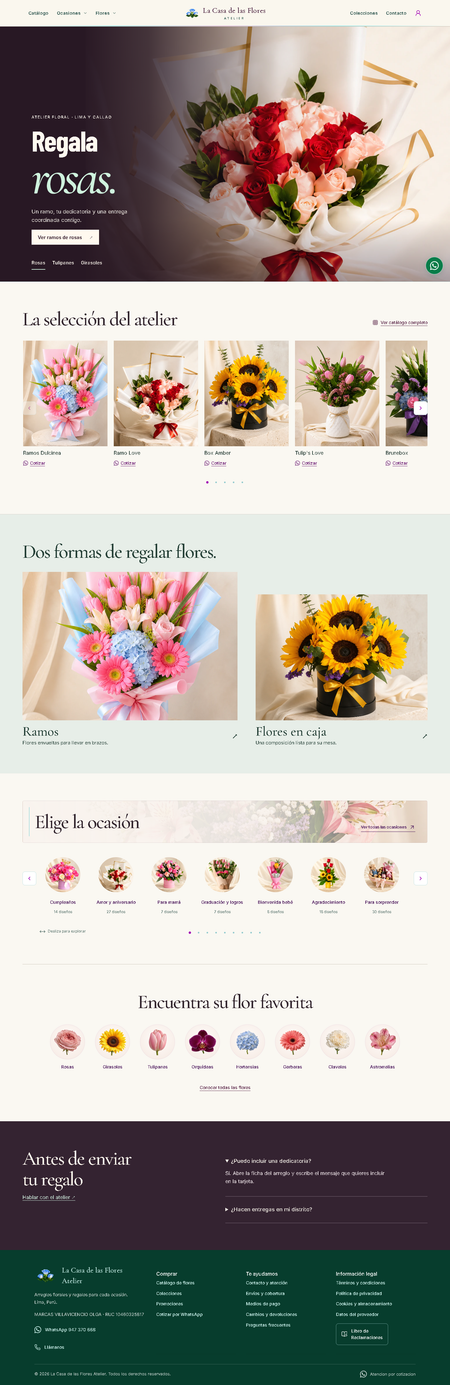 Catálogo
Ocasiones
Flores
La Casa de las Flores
ATELIER
Colecciones
Contacto
ATELIER FLORAL · LIMA Y CALLAO
Regala
rosas.
Un ramo, tu dedicatoria y una entrega
coordinada contigo.
Ver ramos de rosas
Rosas
Tulipanes
Girasoles
La selección del atelier
Ver catálogo completo
Ramos Dulcinea
Cotizar
Ramo Love
Cotizar
Box Amber
Cotizar
Tulip's Love
Cotizar
Brunebox
Cotizar
Dos formas de regalar flores.
Ramos
Flores envueltas para llevar en brazos.
Flores en caja
Una composición lista para su mesa.
Elige la ocasión
Ver todas las ocasiones
Cumpleaños
Amor y aniversario
27 diseños
Para mamá
7 diseños
Graduación y logros
Bienvenida bebé
Agradecimiento
Para sorprender
Desliza para explorar
Encuentra su flor favorita
Rosas
Girasoles
Tulipanes
Orquídeas
Hortensias
Gerberas
Claveles
Astromelias
Conocer todas las flores
Antes de enviar
tu regalo
Hablar con el atelier
¿Puedo incluir una dedicatoria?
Sí. Abre la ficha del arreglo y escribe el mensaje que quieres incluir
en la tarjeta.
¿Hacen entregas en mi distrito?
La Casa de las Flores
Atelier
Arreglos florales y regalos para cada ocasión.
Lima, Perú.
MARCAS VILLAVICENCIO OLGA · RUC 10480325817
WhatsApp 947 570 888
Llámanos
Comprar
Catálogo de flores
Colecciones
Promociones
Cotizar por WhatsApp
Te ayudamos
Contacto y atención
Envíos y cobertura
Medios de pago
Cambios y devoluciones
Preguntas frecuentes
Información legal
Términos y condiciones
Política de privacidad
Cookies y almacenamiento
Datos del proveedor
Libro de
Reclamaciones
© 2026 La Casa de las Flores Atelier. Todos los derechos reservados.
Atención por cotización